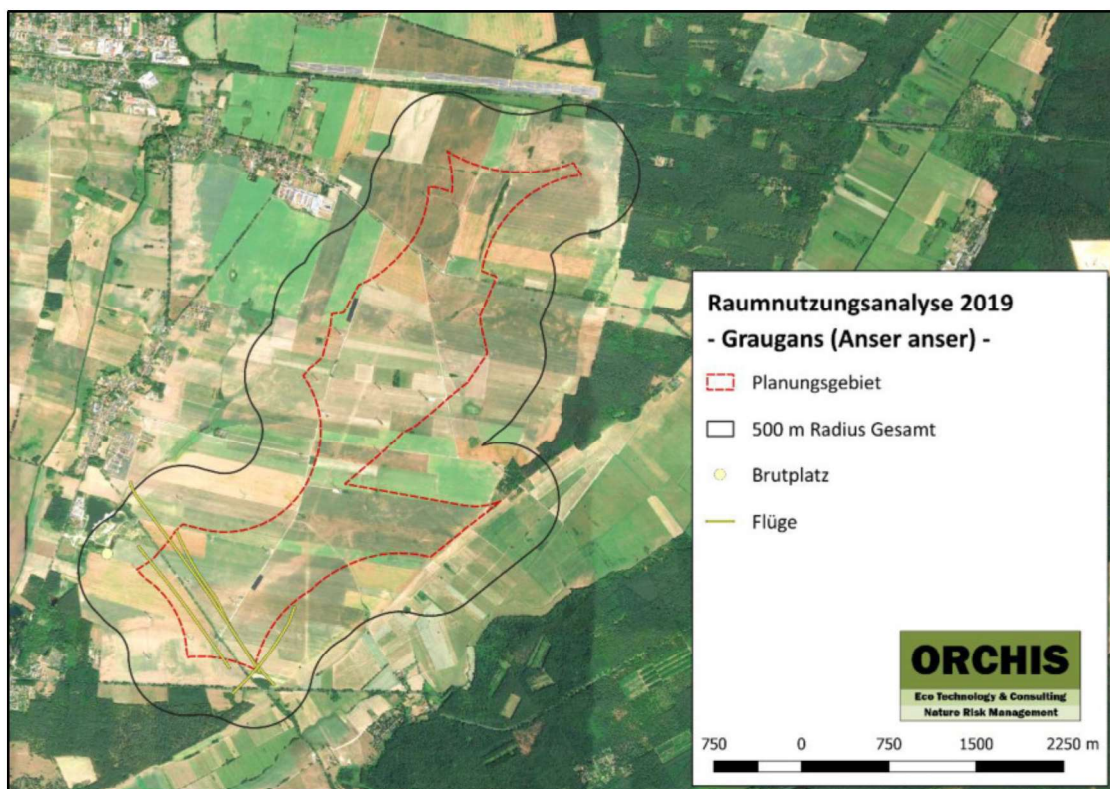 Raumnutzungsanalyse 2019
- Graugans (Anser anser) -
Planungsgebiet
500 m Radius Gesamt
Brutplatz
Flüge
ORCHIS
Eco Technology & Consulting
Nature Risk Management
750 0 750 1500 2250 m